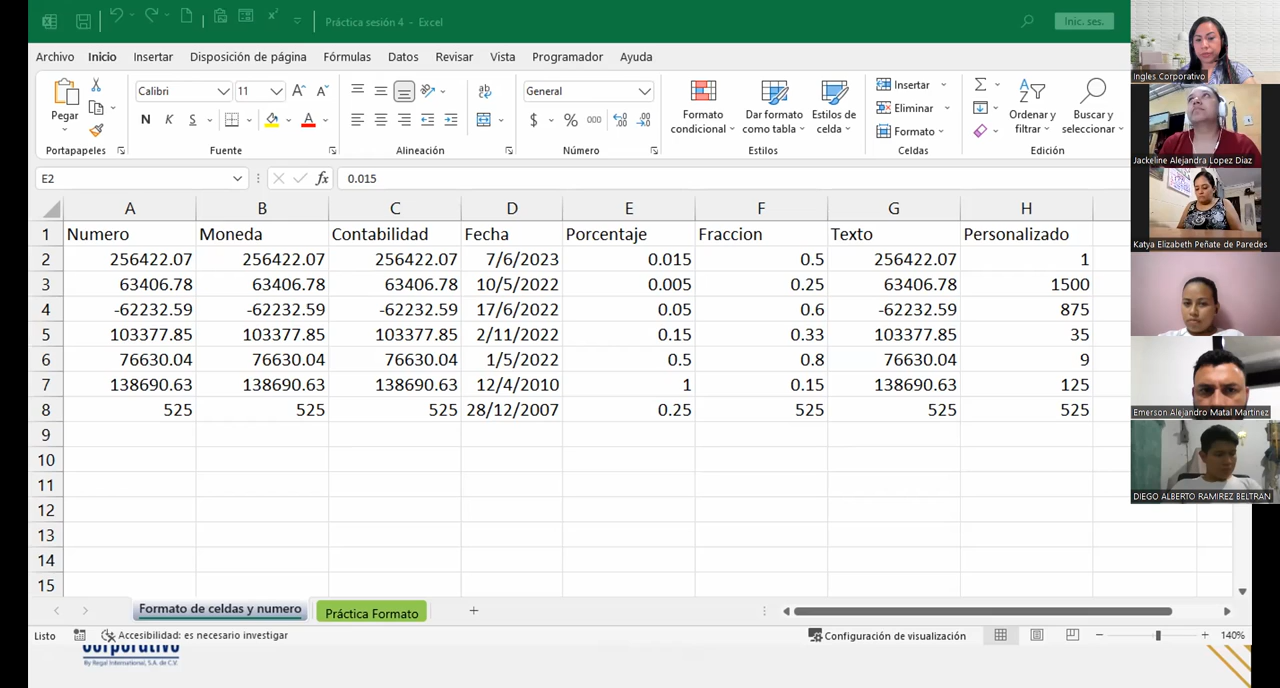 Práctica sesión 4 - Excel
Inic. ses.
Archivo Inicio Insertar Disposición de página Fórmulas Datos Revisar Vista Programador Ayuda
Pegar
Portapapeles
Calibri 11
N K S
Fuente
Alineación
General
$ % 000
Número
Formato condicional
Dar formato como tabla
Estilos de celda
Estilos
Insertar
Eliminar
Formato
Celdas
Ordenar y filtrar
Buscar y seleccionar
Edición
E2 fx 0.015
A B C D E F G H
1 Numero Moneda Contabilidad Fecha Porcentaje Fraccion Texto Personalizado
2 256422.07 256422.07 256422.07 7/6/2023 0.015 0.5 256422.07 1
3 63406.78 63406.78 63406.78 10/5/2022 0.005 0.25 63406.78 1500
4 -62232.59 -62232.59 -62232.59 17/6/2022 0.05 0.6 -62232.59 875
5 103377.85 103377.85 103377.85 2/11/2022 0.15 0.33 103377.85 35
6 76630.04 76630.04 76630.04 1/5/2022 0.5 0.8 76630.04 9
7 138690.63 138690.63 138690.63 12/4/2010 1 0.15 138690.63 125
8 525 525 525 28/12/2007 0.25 525 525 525
9
10
11
12
13
14
15
Formato de celdas y numero Práctica Formato
Listo Accesibilidad: es necesario investigar Configuración de visualización 140%
Corporativo
By Regal International, S.A. de C.V.
Ingles Corporativo
Jackeline Alejandra Lopez Diaz
Katya Elizabeth Peñate de Paredes
Emerson Alejandro Matal Martinez
DIEGO ALBERTO RAMIREZ BELTRAN